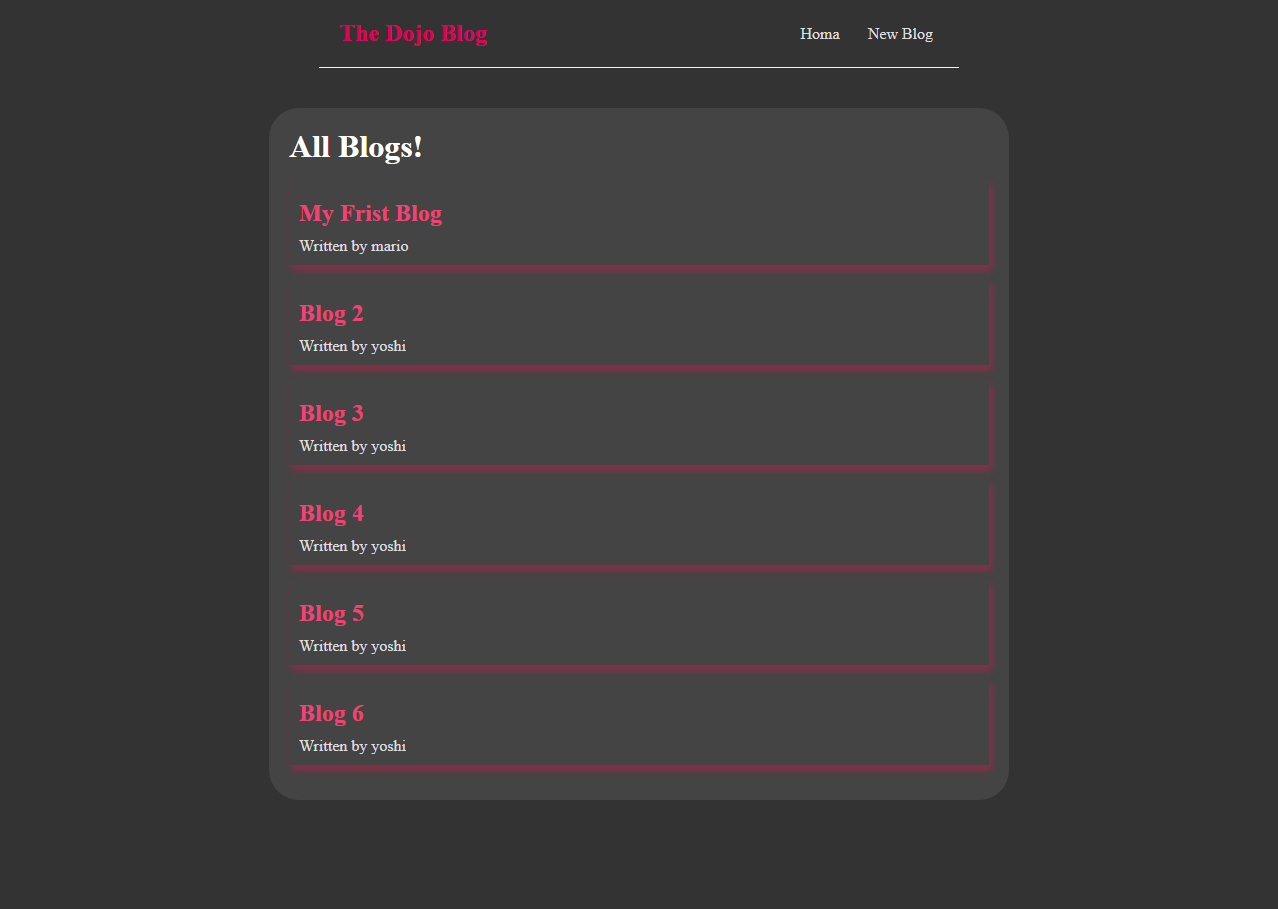 The Dojo Blog
Homa New Blog
All Blogs!
My Frist Blog
Written by mario
Blog 2
Written by yoshi
Blog 3
Written by yoshi
Blog 4
Written by yoshi
Blog 5
Written by yoshi
Blog 6
Written by yoshi